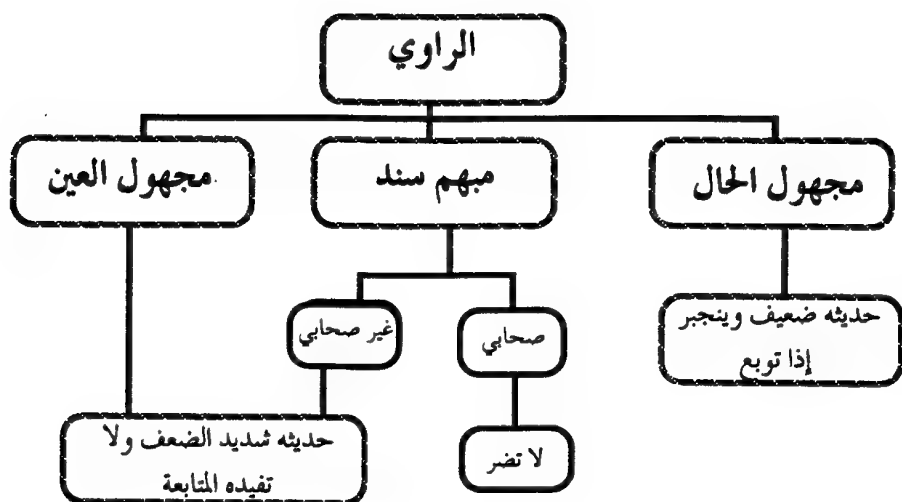 الراوي
مجهول الحال
مبهم سند
مجهول العين
حديثه ضعيف وينجبر
إذا توبع
صحابي
غير صحابي
لا تضر
حديثه شديد الضعف ولا
تفيده المتابعة